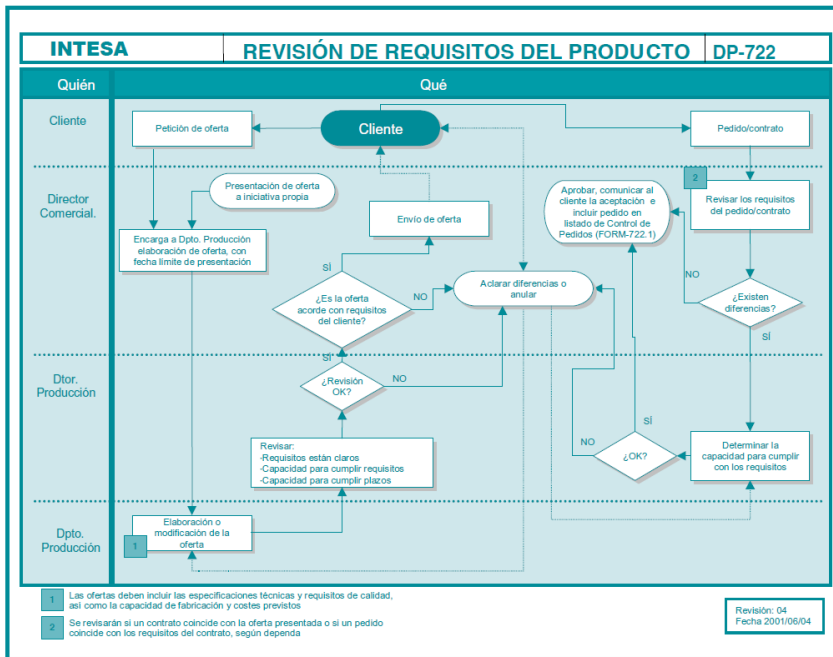 INTESA
REVISIÓN DE REQUISITOS DEL PRODUCTO
DP-722
Quién
Qué
Cliente
Petición de oferta
Cliente
Pedido/contrato
Director
Comercial.
Presentación de oferta
a iniciativa propia
Envío de oferta
Aprobar, comunicar al
cliente la aceptación e
incluir pedido en
listado de Control de
Pedidos (FORM-722.1)
2
Revisar los requisitos
del pedido/contrato
Encarga a Dpto. Producción
elaboración de oferta, con
fecha límite de presentación
SÍ
¿Es la oferta
acorde con requisitos
del cliente?
NO
Aclarar diferencias o
anular
NO
¿Existen
diferencias?
SÍ
SÍ
Dtor.
Producción
¿Revisión
OK?
NO
Revisar:
-Requisitos están claros
-Capacidad para cumplir requisitos
-Capacidad para cumplir plazos
SÍ
NO
¿OK?
Determinar la
capacidad para cumplir
con los requisitos
Dpto.
Producción
Elaboración o
modificación de la
oferta
1
1 Las ofertas deben incluir las especificaciones técnicas y requisitos de calidad,
asi como la capacidad de fabricación y costes previstos
2 Se revisarán si un contrato coincide con la oferta presentada o si un pedido
coincide con los requisitos del contrato, según dependa
Revisión: 04
Fecha 2001/06/04